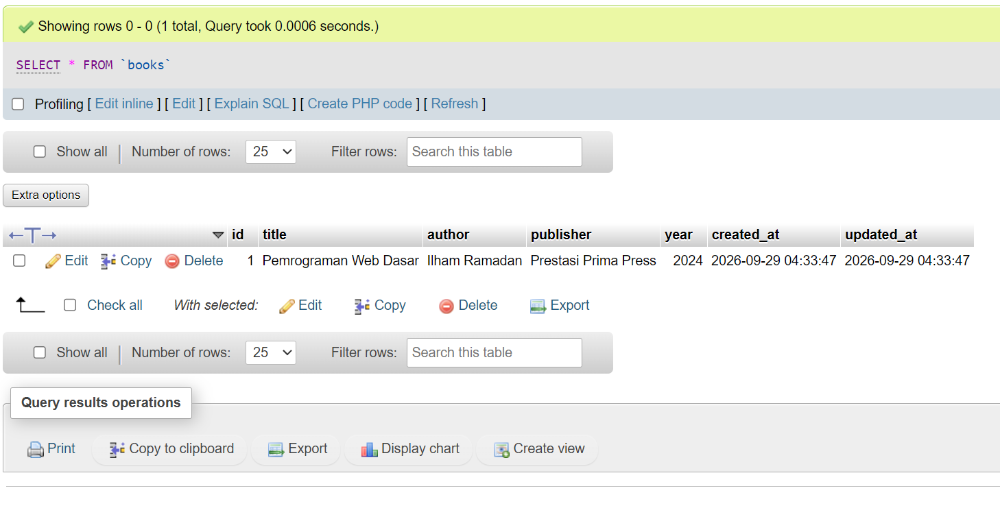 Showing rows 0 - 0 (1 total, Query took 0.0006 seconds.)
SELECT * FROM `books`
Profiling [ Edit inline ] [ Edit ] [ Explain SQL ] [ Create PHP code ] [ Refresh ]
Show all Number of rows: 25 Filter rows: Search this table
Extra options
id title author publisher year created_at updated_at
Edit Copy Delete 1 Pemrograman Web Dasar Ilham Ramadan Prestasi Prima Press 2024 2026-09-29 04:33:47 2026-09-29 04:33:47
Check all With selected: Edit Copy Delete Export
Show all Number of rows: 25 Filter rows: Search this table
Query results operations
Print Copy to clipboard Export Display chart Create view